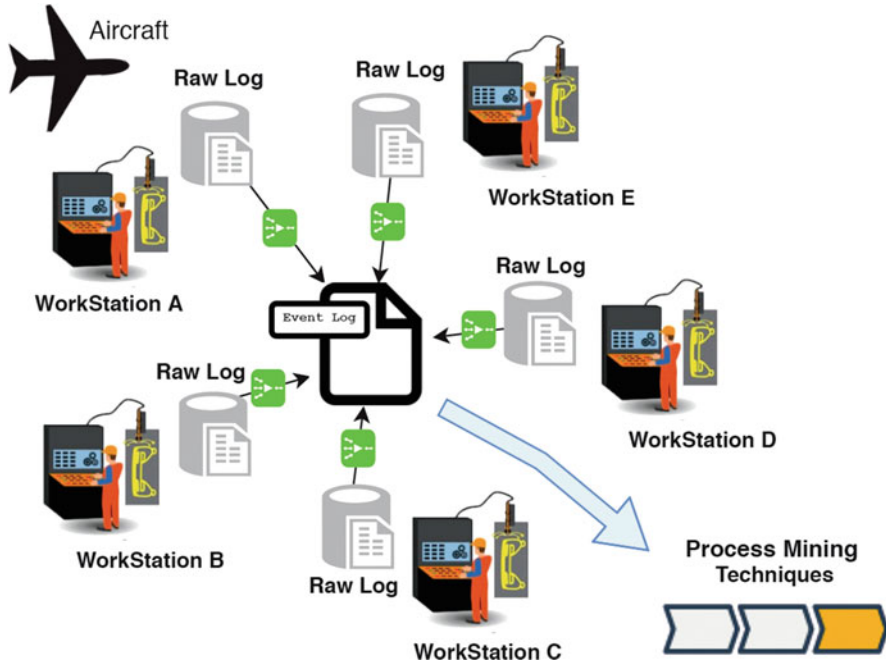 Aircraft
Raw Log
Raw Log
WorkStation E
WorkStation A
Raw Log
Event Log
Raw Log
WorkStation D
WorkStation B
Raw Log
Process Mining
Techniques
WorkStation C